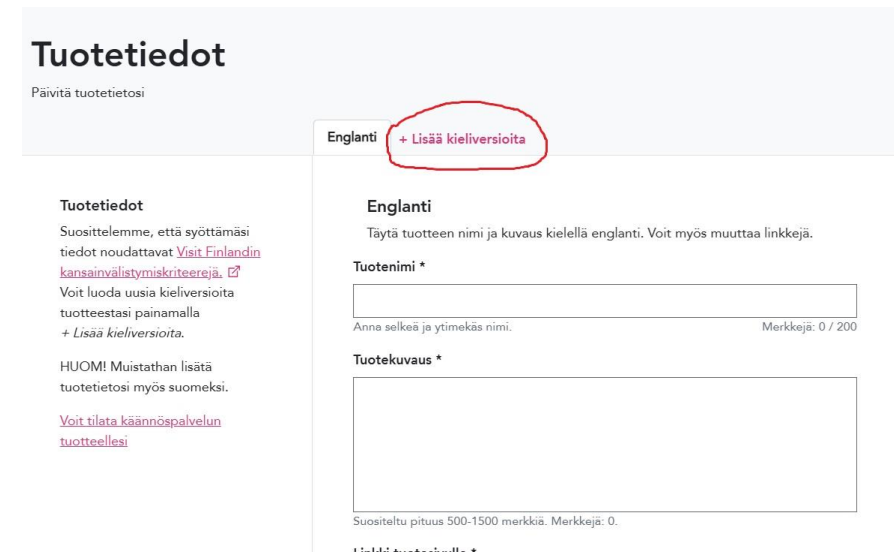 Tuotetiedot
Päivitä tuotetietosi
Englanti
+ Lisää kieliversioita
Tuotetiedot
Suosittelemme, että syöttämäsi
tiedot noudattavat Visit Finlandin
kansainvälistymiskriteerejä.
Voit luoda uusia kieliversioita
tuotteestasi painamalla
+ Lisää kieliversioita.
HUOM! Muistathan lisätä
tuotetietosi myös suomeksi.
Voit tilata käännöspalvelun
tuotteellesi
Englanti
Täytä tuotteen nimi ja kuvaus kielellä englanti. Voit myös muuttaa linkkejä.
Tuotenimi *
Anna selkeä ja ytimekäs nimi. Merkkejä: 0 / 200
Tuotekuvaus *
Suositeltu pituus 500-1500 merkkiä. Merkkejä: 0.
Linkki tuotesivulle *